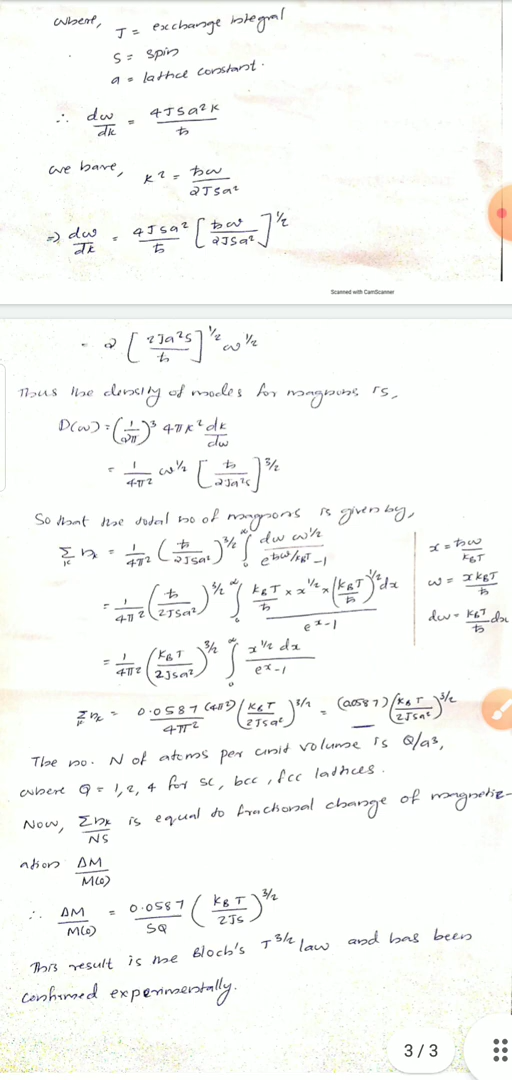 where, J = exchange integral
S = spin
a = lattice constant.
∴ dω/dk = 4JSa²k/ħ
we have, k² = ħω/2JSa²
⇒ dω/dk = 4JSa²/ħ [ħω/2JSa²]^1/2
Scanned with CamScanner
= 2 [2Ja²S/ħ]^1/2 ω^1/2
Thus the density of modes for magnons is,
D(ω) = (1/2π)³ 4πk² dk/dω
= 1/4π² ω^1/2 [ħ/2Ja²S]^3/2
So that the total no of magnons is given by,
Σ_k n_k = 1/4π² (ħ/2JSa²)^3/2 ∫_0^∞ dω ω^1/2 / e^ħω/k_BT -1
x = ħω/k_BT
= 1/4π² (ħ/2JSa²)^3/2 ∫_0^∞ k_BT/ħ × x^1/2 × (k_BT/ħ)^1/2 dx / e^x -1
ω = xk_BT/ħ
dω = k_BT/ħ dx
= 1/4π² (k_BT/2JSa²)^3/2 ∫_0^∞ x^1/2 dx / e^x -1
Σ_k n_k = 0.0587 (4π²)/4π² (k_BT/2JSa²)^3/2 = (0.0587) (k_BT/2JSa²)^3/2
The no. N of atoms per unit volume is Q/a3,
where Q = 1, 2, 4 for sc, bcc, fcc lattices.
Now, Σn_k/NS is equal to fractional change of magnetiz-
ation ΔM/M(0)
∴ ΔM/M(0) = 0.0587/SQ (k_BT/2JS)^3/2
This result is the Bloch's T^3/2 law and has been
confirmed experimentally.
3/3